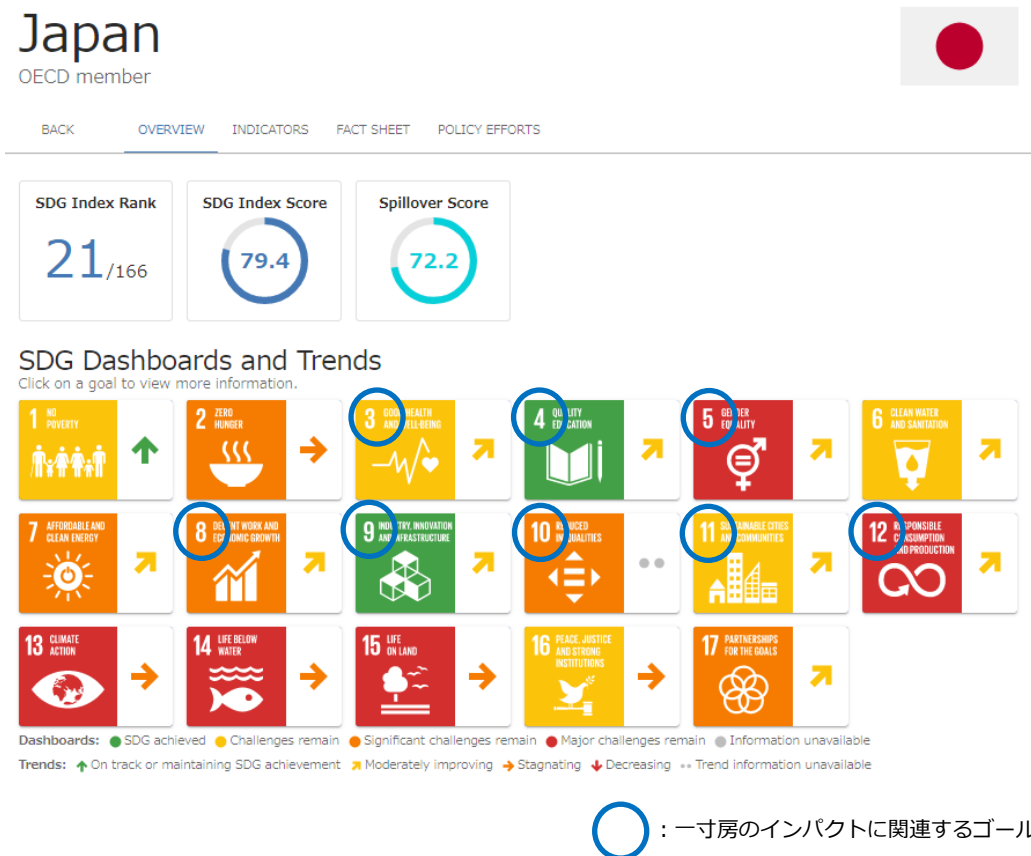 Japan
OECD member
BACK OVERVIEW INDICATORS FACT SHEET POLICY EFFORTS
SDG Index Rank
21/166
SDG Index Score
79.4
Spillover Score
72.2
SDG Dashboards and Trends
Click on a goal to view more information.
1 NO
POVERTY
2 ZERO
HUNGER
3 GOOD HEALTH
AND WELL-BEING
4 QUALITY
EDUCATION
5 GENDER
EQUALITY
6 CLEAN WATER
AND SANITATION
7 AFFORDABLE AND
CLEAN ENERGY
8 DECENT WORK AND
ECONOMIC GROWTH
9 INDUSTRY, INNOVATION
AND INFRASTRUCTURE
10 REDUCED
INEQUALITIES
11 SUSTAINABLE CITIES
AND COMMUNITIES
12 RESPONSIBLE
CONSUMPTION
AND PRODUCTION
13 CLIMATE
ACTION
14 LIFE BELOW
WATER
15 LIFE
ON LAND
16 PEACE, JUSTICE
AND STRONG
INSTITUTIONS
17 PARTNERSHIPS
FOR THE GOALS
Dashboards: SDG achieved Challenges remain Significant challenges remain Major challenges remain Information unavailable
Trends: On track or maintaining SDG achievement Moderately improving Stagnating Decreasing Trend information unavailable
：一寸房のインパクトに関連するゴール